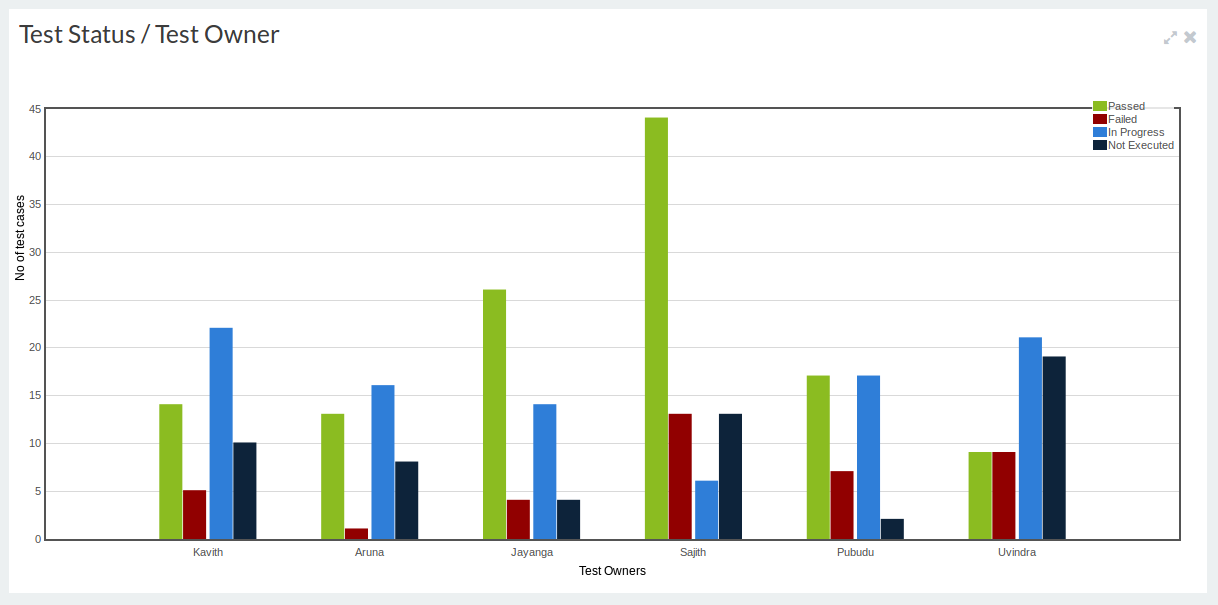 Test Status / Test Owner
Passed
Failed
In Progress
Not Executed
No of test cases
45
40
35
30
25
20
15
10
5
0
Kavith Aruna Jayanga Sajith Pubudu Uvindra
Test Owners